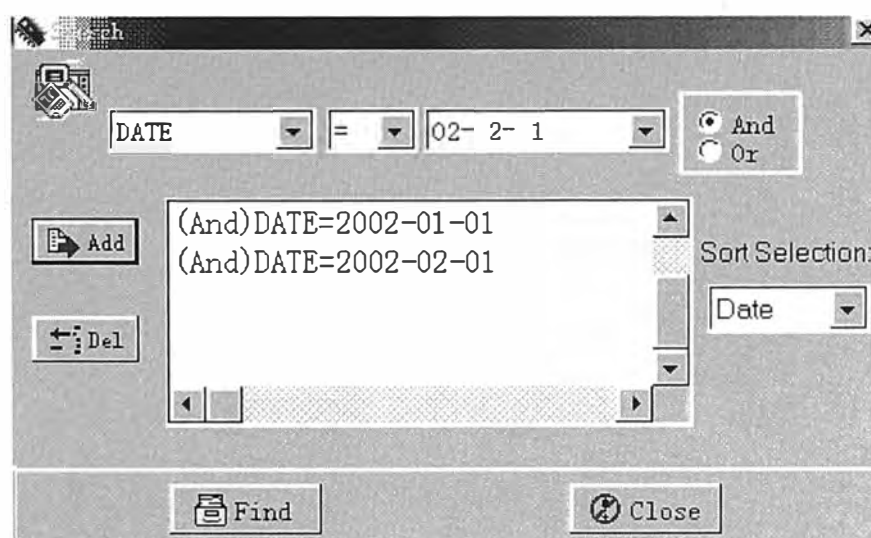 DATE = 02- 2- 1 And
Or
Add
(And)DATE=2002-01-01
(And)DATE=2002-02-01
Sort Selection:
Date
Del
Find Close